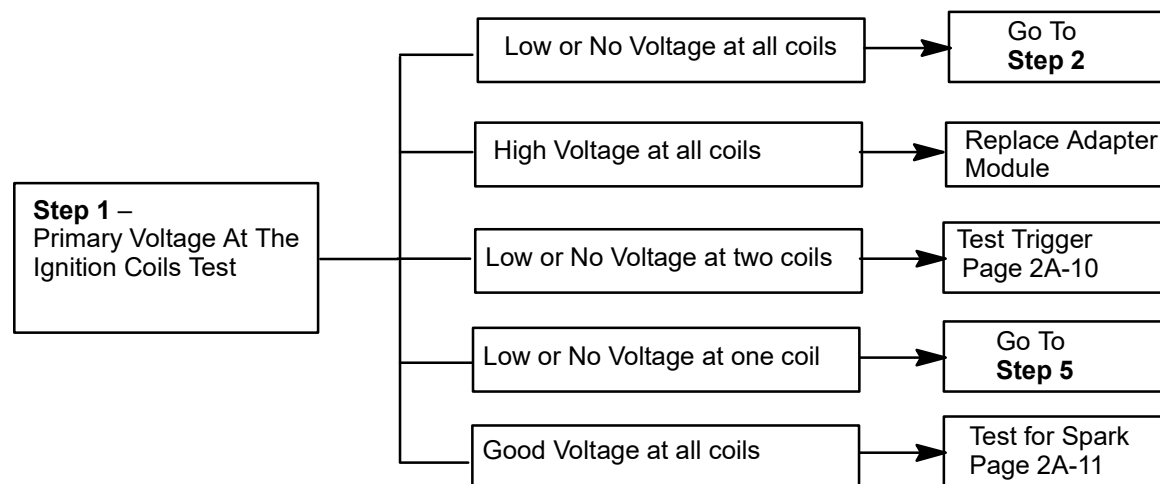 Step 1 –
Primary Voltage At The
Ignition Coils Test
Low or No Voltage at all coils
Go To
Step 2
High Voltage at all coils
Replace Adapter
Module
Low or No Voltage at two coils
Test Trigger
Page 2A-10
Low or No Voltage at one coil
Go To
Step 5
Good Voltage at all coils
Test for Spark
Page 2A-11